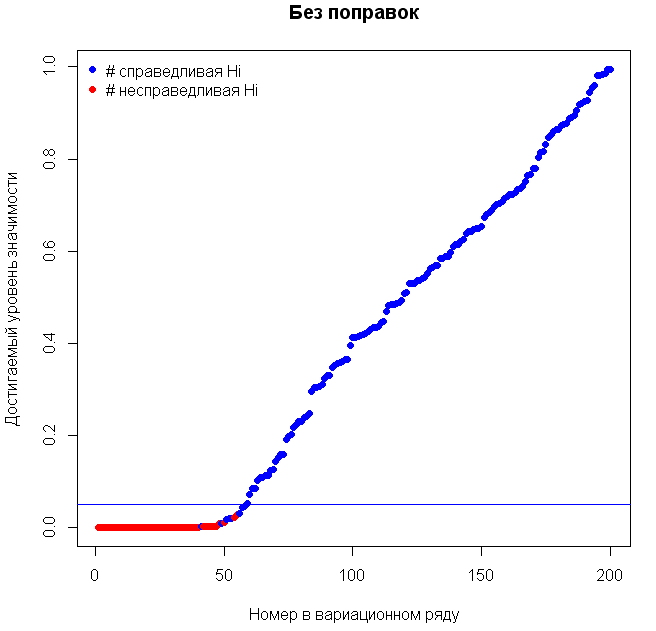 Без поправок
# справедливая Hi
# несправедливая Hi
Достигаемый уровень значимости
1.0
0.8
0.6
0.4
0.2
0.0
0 50 100 150 200
Номер в вариационном ряду